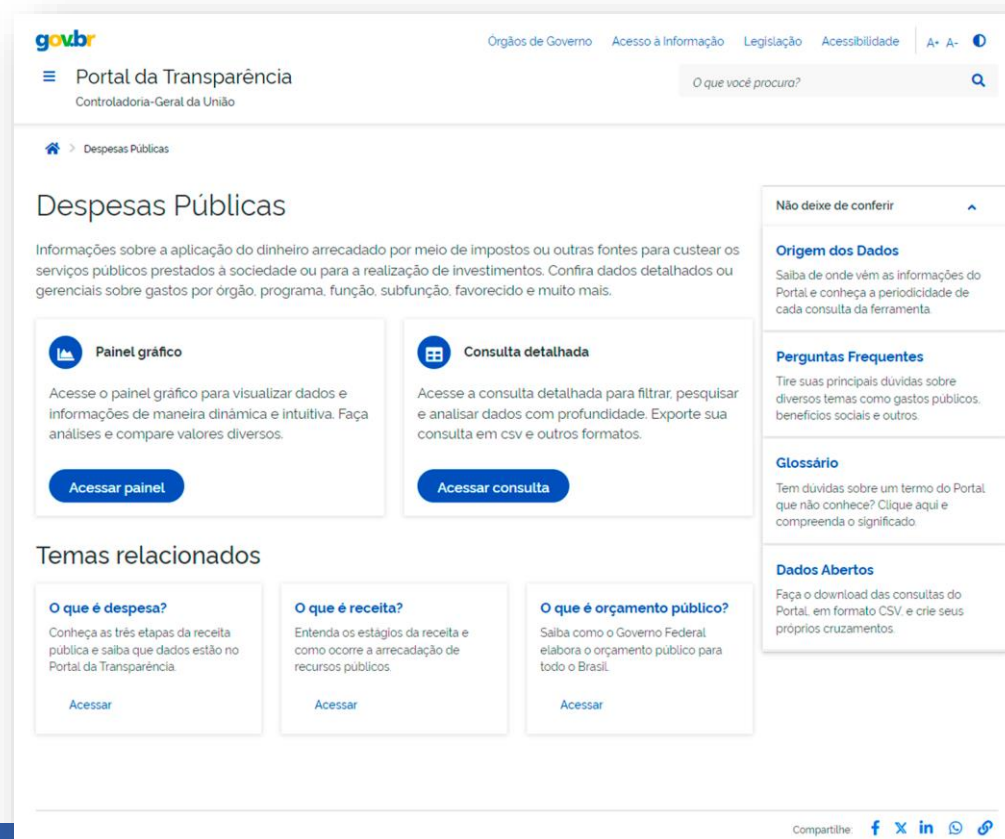 gov.br
Órgãos de Governo Acesso à Informação Legislação Acessibilidade A+ A-
Portal da Transparência
Controladoria-Geral da União
O que você procura?
Despesas Públicas
Despesas Públicas
Informações sobre a aplicação do dinheiro arrecadado por meio de impostos ou outras fontes para custear os
serviços públicos prestados à sociedade ou para a realização de investimentos. Confira dados detalhados ou
gerenciais sobre gastos por órgão, programa, função, subfunção, favorecido e muito mais.
Painel gráfico
Acesse o painel gráfico para visualizar dados e
informações de maneira dinâmica e intuitiva. Faça
análises e compare valores diversos.
Acessar painel
Consulta detalhada
Acesse a consulta detalhada para filtrar, pesquisar
e analisar dados com profundidade. Exporte sua
consulta em csv e outros formatos.
Acessar consulta
Temas relacionados
O que é despesa?
Conheça as três etapas da receita
pública e saiba que dados estão no
Portal da Transparência.
Acessar
O que é receita?
Entenda os estágios da receita e
como ocorre a arrecadação de
recursos públicos.
Acessar
O que é orçamento público?
Saiba como o Governo Federal
elabora o orçamento público para
todo o Brasil.
Acessar
Não deixe de conferir
Origem dos Dados
Saiba de onde vêm as informações do
Portal e conheça a periodicidade de
cada consulta da ferramenta.
Perguntas Frequentes
Tire suas principais dúvidas sobre
diversos temas como gastos públicos,
benefícios sociais e outros.
Glossário
Tem dúvidas sobre um termo do Portal
que não conhece? Clique aqui e
compreenda o significado.
Dados Abertos
Faça o download das consultas do
Portal, em formato CSV, e crie seus
próprios cruzamentos.
Compartilhe: